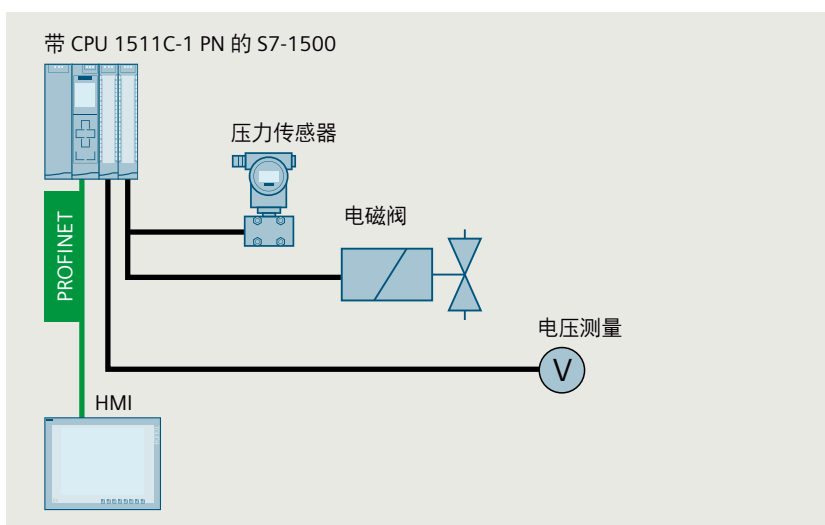 带 CPU 1511C-1 PN 的 S7-1500
压力传感器
电磁阀
PROFINET
电压测量
V
HMI